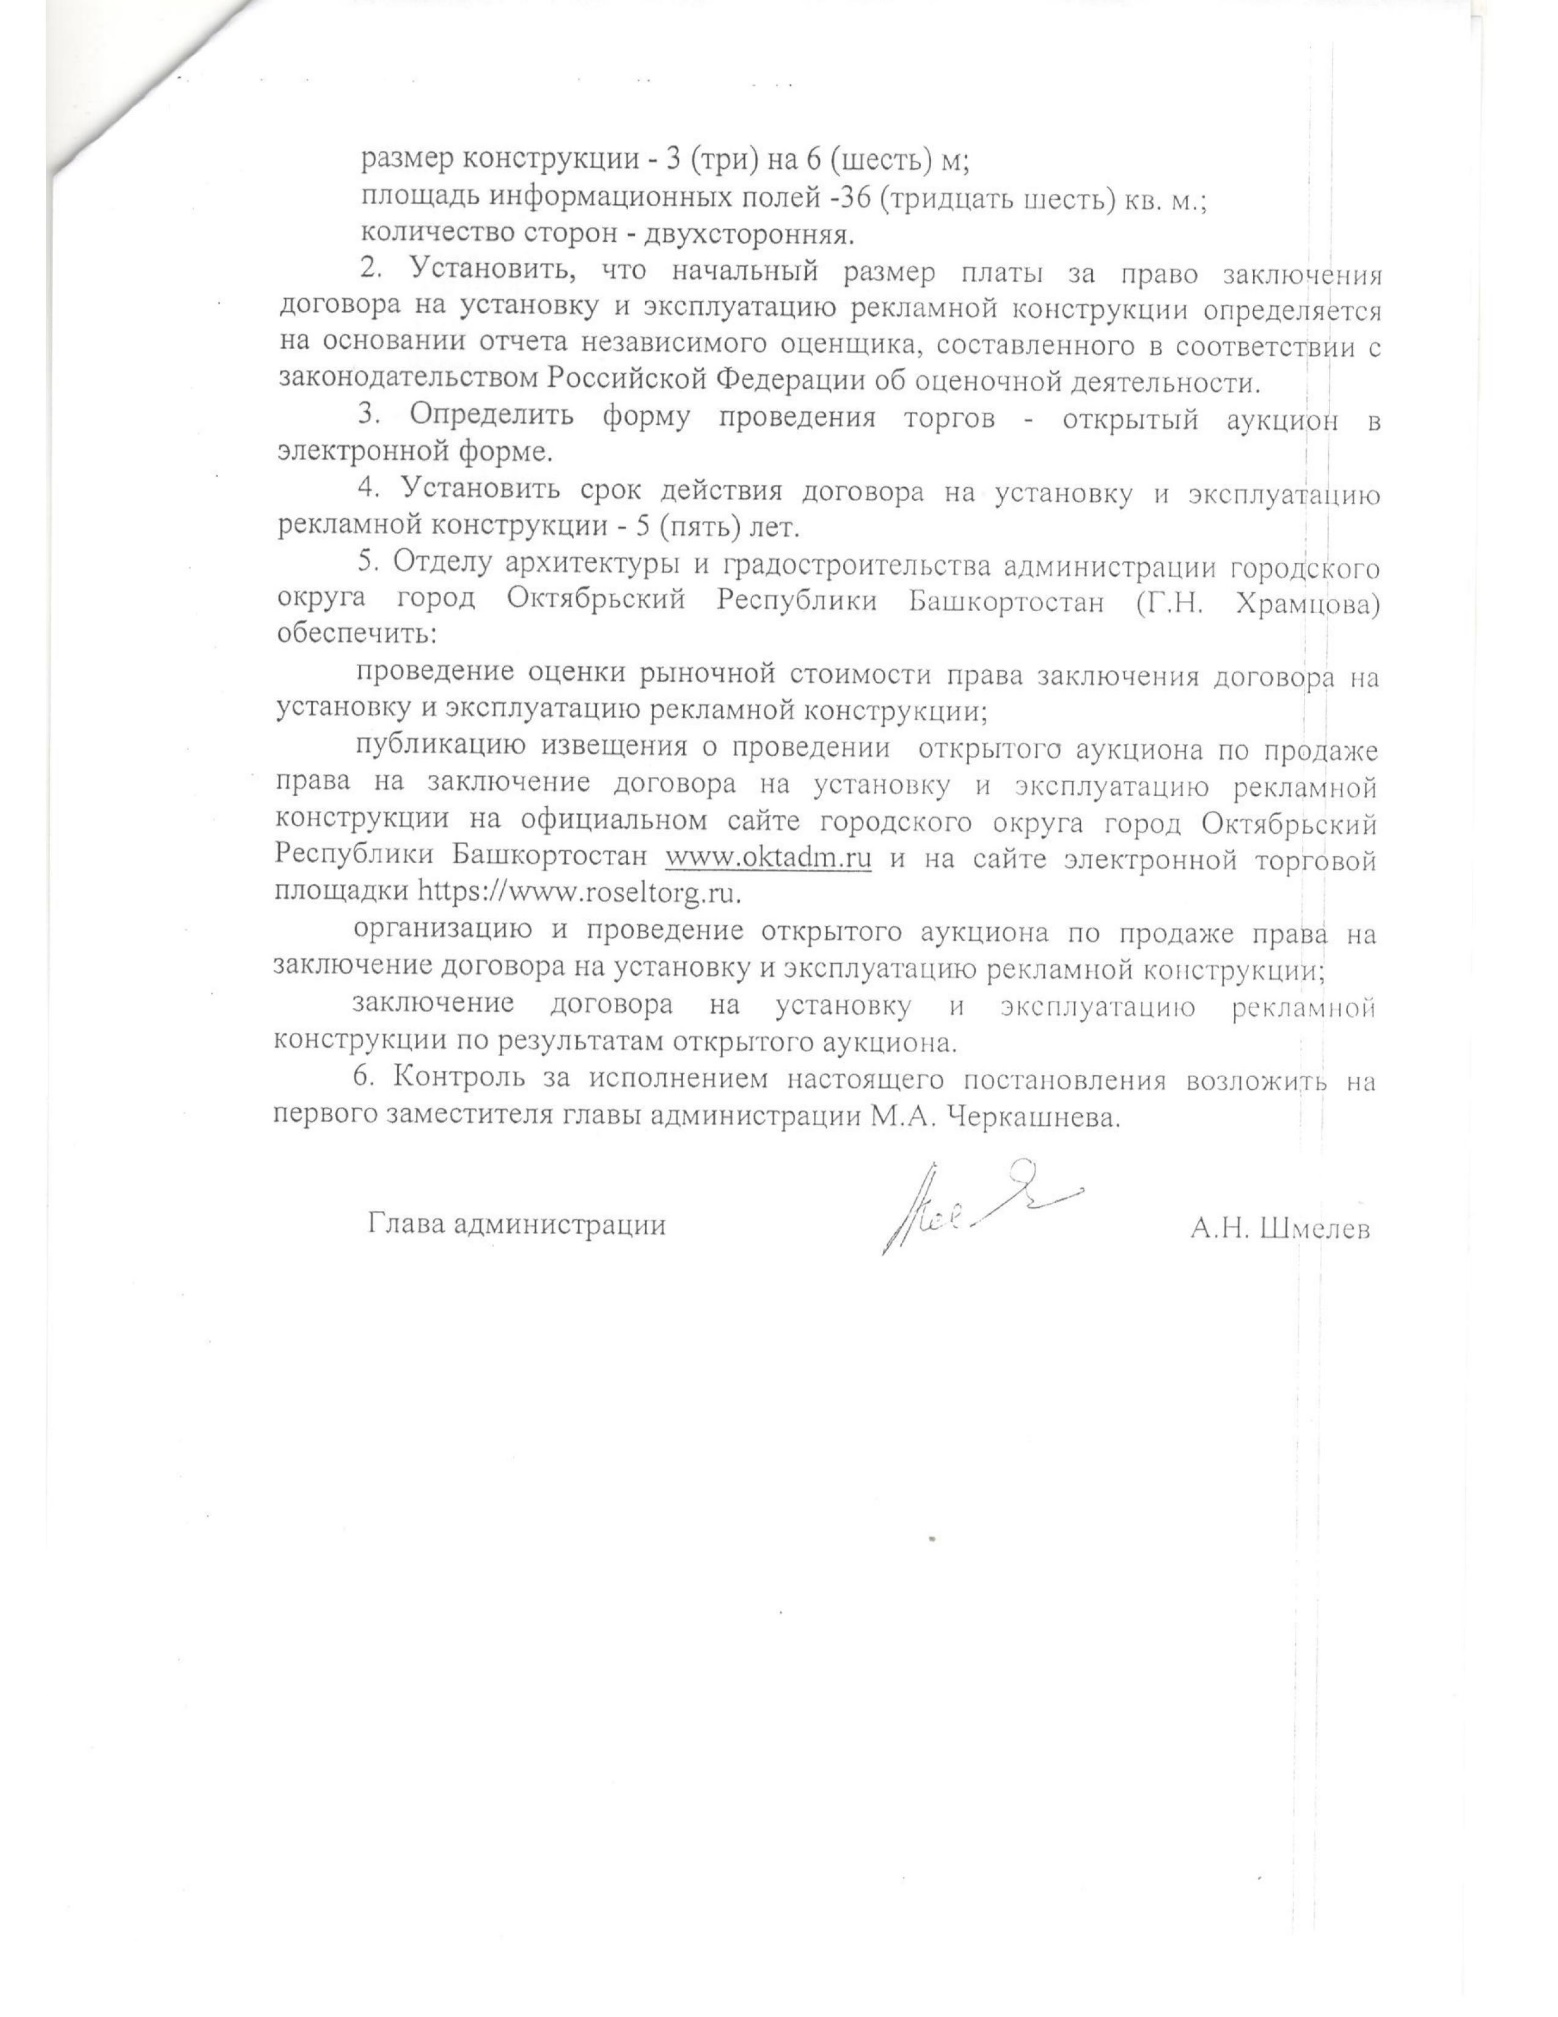 размер конструкции - 3 (три) на 6 (шесть) м;
площадь информационных полей -36 (тридцать шесть) кв. м.;
количество сторон - двухсторонняя.
2. Установить, что начальный размер платы за право заключения
договора на установку и эксплуатацию рекламной конструкции определяется
на основании отчета независимого оценщика, составленного в соответствии с
законодательством Российской Федерации об оценочной деятельности.
3. Определить форму проведения торгов - открытый аукцион в
электронной форме.
4. Установить срок действия договора на установку и эксплуатацию
рекламной конструкции - 5 (пять) лет.
5. Отделу архитектуры и градостроительства администрации городского
округа город Октябрьский Республики Башкортостан (Г.Н. Храмцова)
обеспечить:
проведение оценки рыночной стоимости права заключения договора на
установку и эксплуатацию рекламной конструкции;
публикацию извещения о проведении открытого аукциона по продаже
права на заключение договора на установку и эксплуатацию рекламной
конструкции на официальном сайте городского округа город Октябрьский
Республики Башкортостан www.oktadm.ru и на сайте электронной торговой
площадки https://www.roseltorg.ru.
организацию и проведение открытого аукциона по продаже права на
заключение договора на установку и эксплуатацию рекламной конструкции;
заключение договора на установку и эксплуатацию рекламной
конструкции по результатам открытого аукциона.
6. Контроль за исполнением настоящего постановления возложить на
первого заместителя главы администрации М.А. Черкашнева.
Глава администрации А.Н. Шмелев